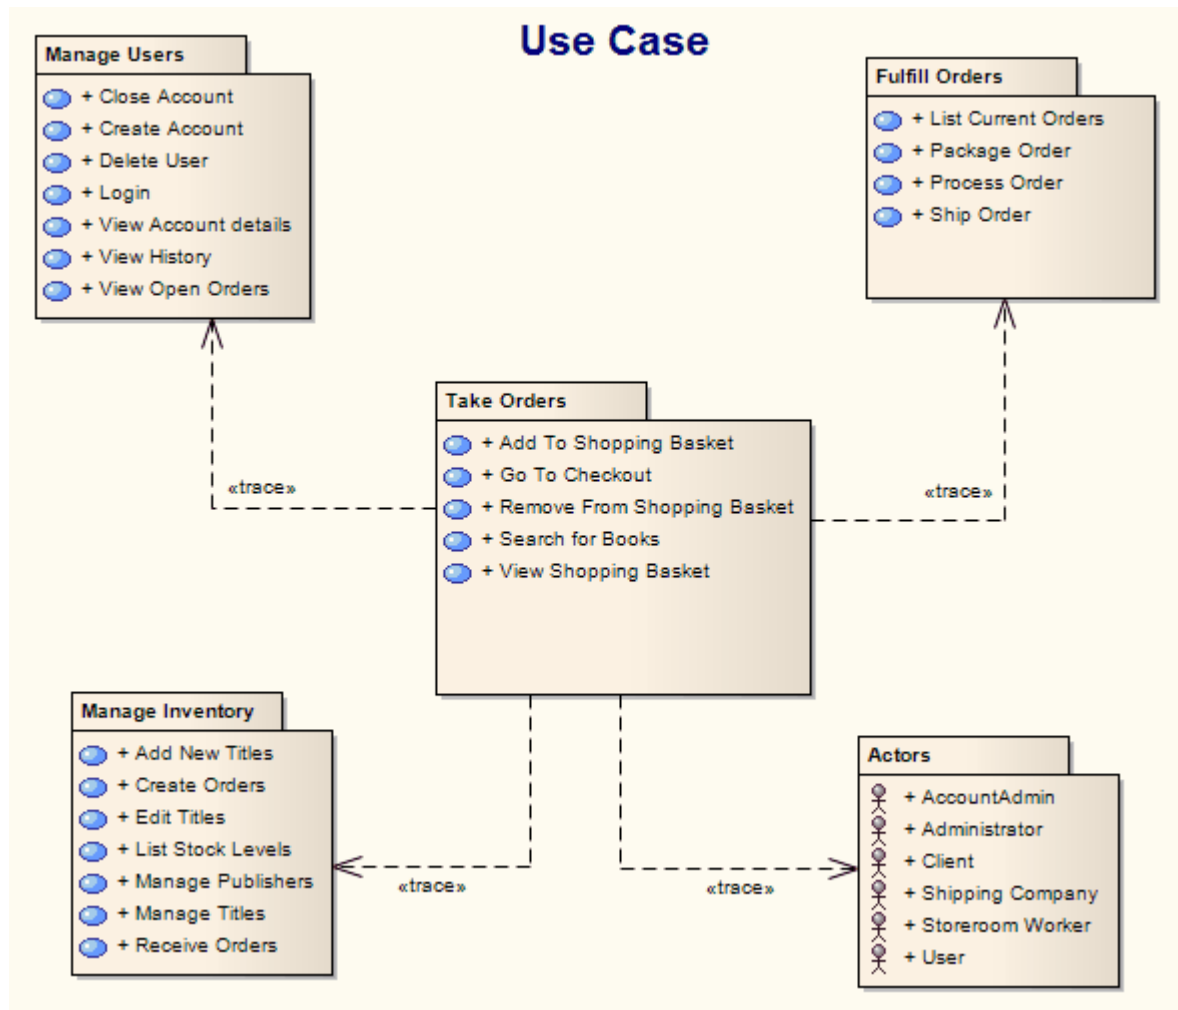 Use Case
Manage Users
+ Close Account
+ Create Account
+ Delete User
+ Login
+ View Account details
+ View History
+ View Open Orders
Fulfill Orders
+ List Current Orders
+ Package Order
+ Process Order
+ Ship Order
Take Orders
+ Add To Shopping Basket
+ Go To Checkout
+ Remove From Shopping Basket
+ Search for Books
+ View Shopping Basket
«trace»
«trace»
Manage Inventory
+ Add New Titles
+ Create Orders
+ Edit Titles
+ List Stock Levels
+ Manage Publishers
+ Manage Titles
+ Receive Orders
«trace»
«trace»
Actors
+ AccountAdmin
+ Administrator
+ Client
+ Shipping Company
+ Storeroom Worker
+ User